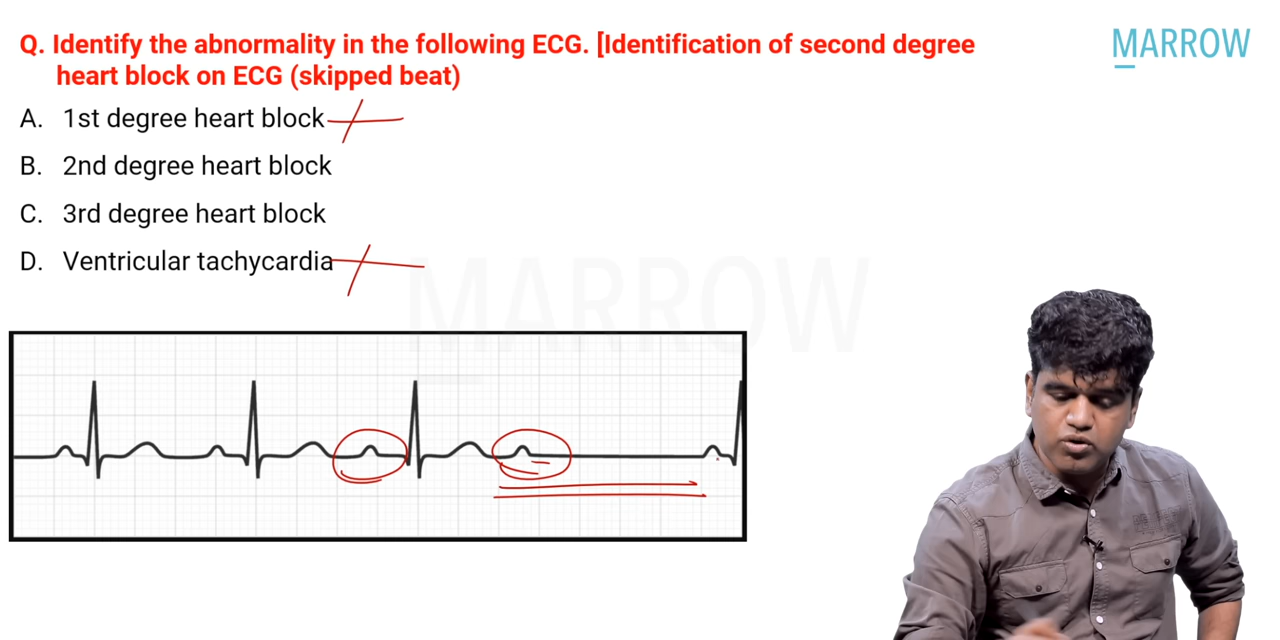 Q. Identify the abnormality in the following ECG. [Identification of second degree
heart block on ECG (skipped beat)
MARROW
A. 1st degree heart block
B. 2nd degree heart block
C. 3rd degree heart block
D. Ventricular tachycardia
MARROW